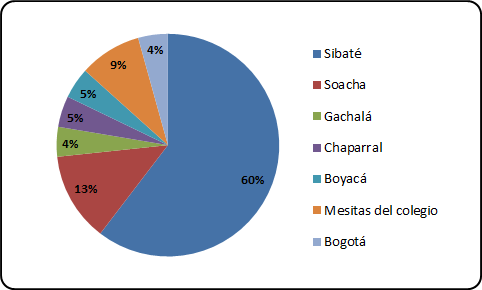 4%
9%
5%
5%
4%
13%
60%
Sibaté
Soacha
Gachalá
Chaparral
Boyacá
Mesitas del colegio
Bogotá